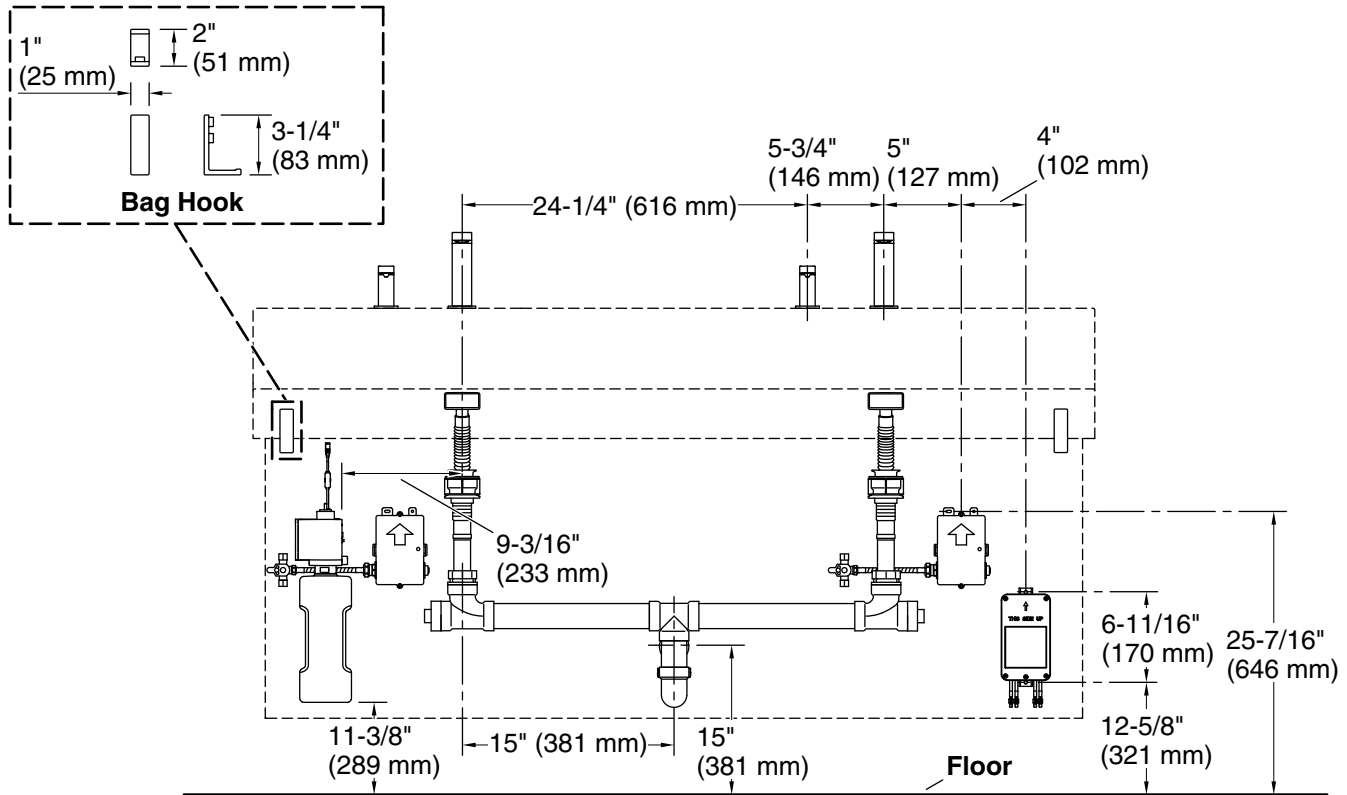 1"
(25 mm)
2"
(51 mm)
3-1/4"
(83 mm)
Bag Hook
24-1/4" (616 mm)
5-3/4"
(146 mm)
5"
(127 mm)
4"
(102 mm)
9-3/16"
(233 mm)
THIS SIDE UP
6-11/16"
(170 mm)
25-7/16"
(646 mm)
11-3/8"
(289 mm)
15" (381 mm)
15"
(381 mm)
12-5/8"
(321 mm)
Floor